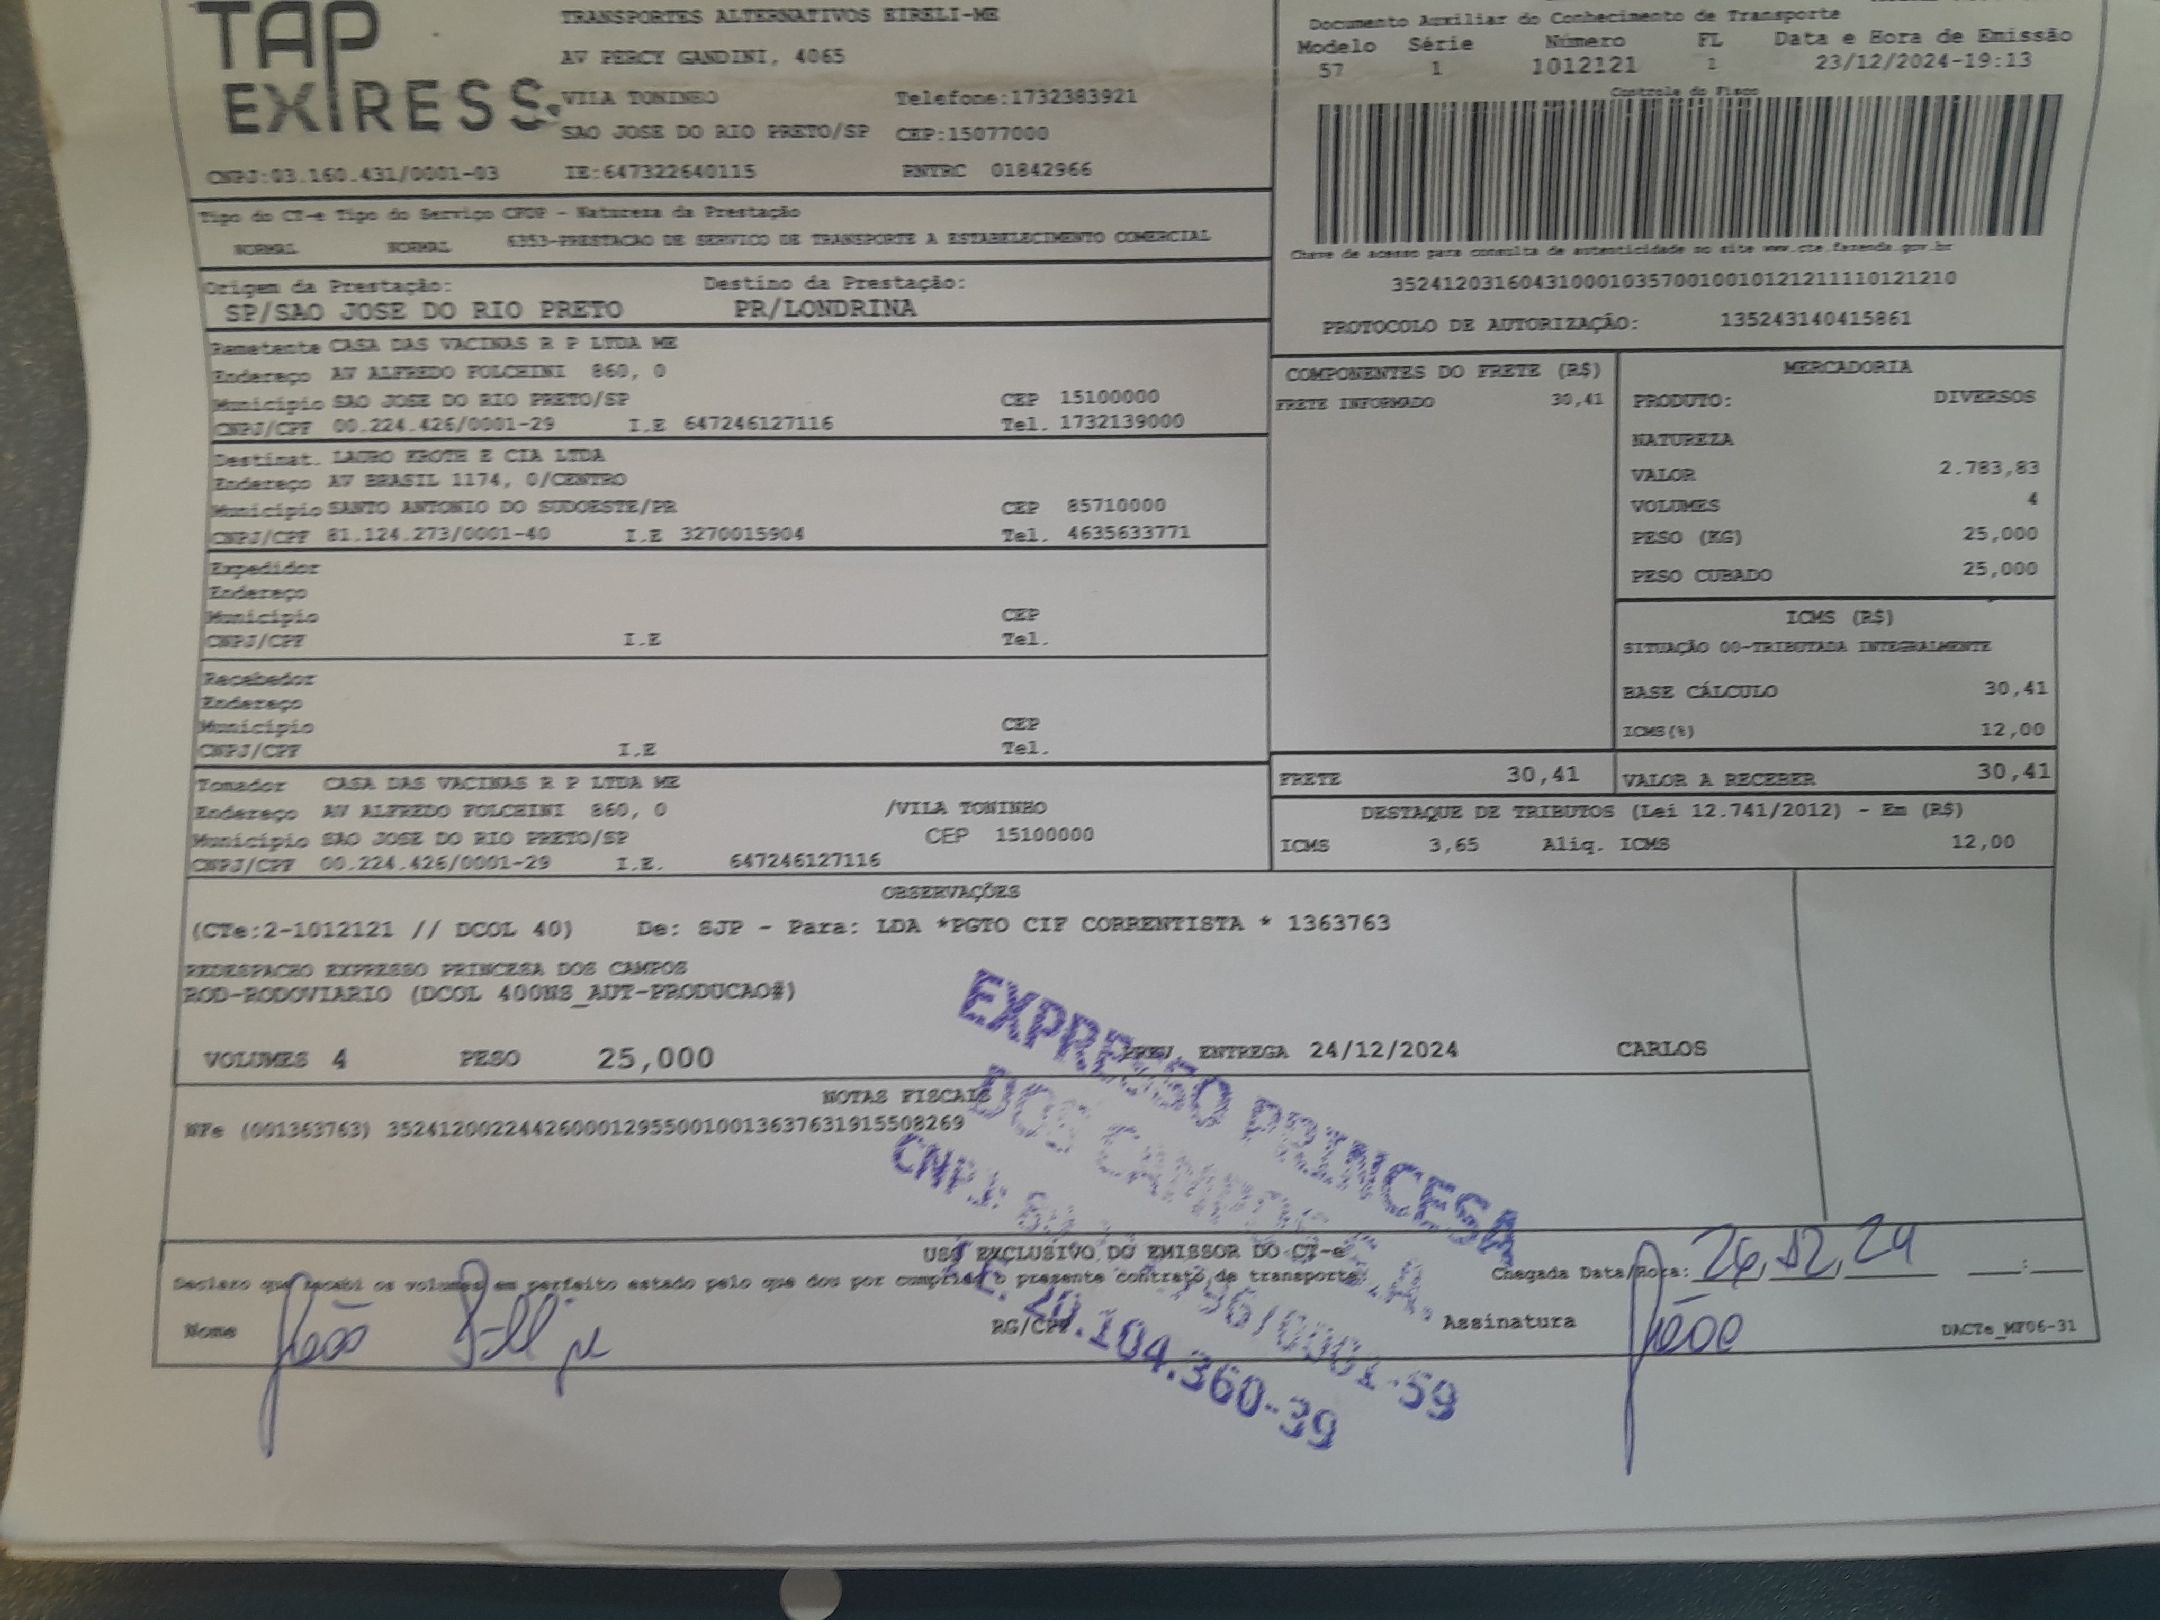 TAP EXPRESS
TRANSPORTES ALTERNATIVOS EIRELI-ME
AV PERCY GANDINI, 4065
VILA TONINHO Telefone:1732383921
SAO JOSE DO RIO PRETO/SP CEP:15077000
CNPJ:03.160.431/0001-03 IE:647322640115 RNTRC 01842966
Documento Auxiliar do Conhecimento de Transporte
Modelo Série Número FL Data e Hora de Emissão
57 1 1012121 1 23/12/2024-19:13
Controle do Fisco
Chave de acesso para consulta de autenticidade no site www.cte.fazenda.gov.br
35241203160431000103570010010121211110121210
PROTOCOLO DE AUTORIZAÇÃO: 135243140415861
Tipo do CT-e Tipo do Serviço CFOP - Natureza da Prestação
NORMAL NORMAL 6353-PRESTACAO DE SERVICO DE TRANSPORTE A ESTABELECIMENTO COMERCIAL
Origem da Prestação: Destino da Prestação:
SP/SAO JOSE DO RIO PRETO PR/LONDRINA
Remetente CASA DAS VACINAS R P LTDA ME
Endereço AV ALFREDO FOLCHINI 860, 0
Município SAO JOSE DO RIO PRETO/SP CEP 15100000
CNPJ/CPF 00.224.426/0001-29 I.E 647246127116 Tel. 1732139000
Destinat. LAURO KROTH E CIA LTDA
Endereço AV BRASIL 1174, 0/CENTRO
Município SANTO ANTONIO DO SUDOESTE/PR CEP 85710000
CNPJ/CPF 81.124.273/0001-40 I.E 3270015904 Tel. 4635633771
Expedidor
Endereço
Município CEP
CNPJ/CPF I.E Tel.
Recebedor
Endereço
Município CEP
CNPJ/CPF I.E Tel.
Tomador CASA DAS VACINAS R P LTDA ME
Endereço AV ALFREDO FOLCHINI 860, 0 /VILA TONINHO
Município SAO JOSE DO RIO PRETO/SP CEP 15100000
CNPJ/CPF 00.224.426/0001-29 I.E. 647246127116
COMPONENTES DO FRETE (R$)
FRETE INFORMADO 30,41
MERCADORIA
PRODUTO: DIVERSOS
NATUREZA
VALOR 2.783,83
VOLUMES 4
PESO (KG) 25,000
PESO CUBADO 25,000
ICMS (R$)
SITUAÇÃO 00-TRIBUTADA INTEGRALMENTE
BASE CÁLCULO 30,41
ICMS(%) 12,00
FRETE 30,41 VALOR A RECEBER 30,41
DESTAQUE DE TRIBUTOS (Lei 12.741/2012) - Em (R$)
ICMS 3,65 Aliq. ICMS 12,00
OBSERVAÇÕES
(CTe:2-1012121 // DCOL 40) De: SJP - Para: LDA *PGTO CIF CORRENTISTA * 1363763
REDESPACHO EXPRESSO PRINCESA DOS CAMPOS
ROD-RODOVIARIO (DCOL 400NS_AUT-PRODUCAO#)
VOLUMES 4 PESO 25,000 PREV. ENTREGA 24/12/2024 CARLOS
NOTAS FISCAIS
NFe (001363763) 35241200224426000129550010013637631915508269
EXPRESSO PRINCESA
DOS CAMPOS S.A.
CNPJ: 80. 796/0001-59
I.E. 20.104.360-39
USO EXCLUSIVO DO EMISSOR DO CT-e
Declaro que recebi os volumes em perfeito estado pelo que dou por cumprido o presente contrato de transporte Chegada Data/Hora: 26, 12, 24 :
Nome João RG/CPF Assinatura João DACTe_MF06-31